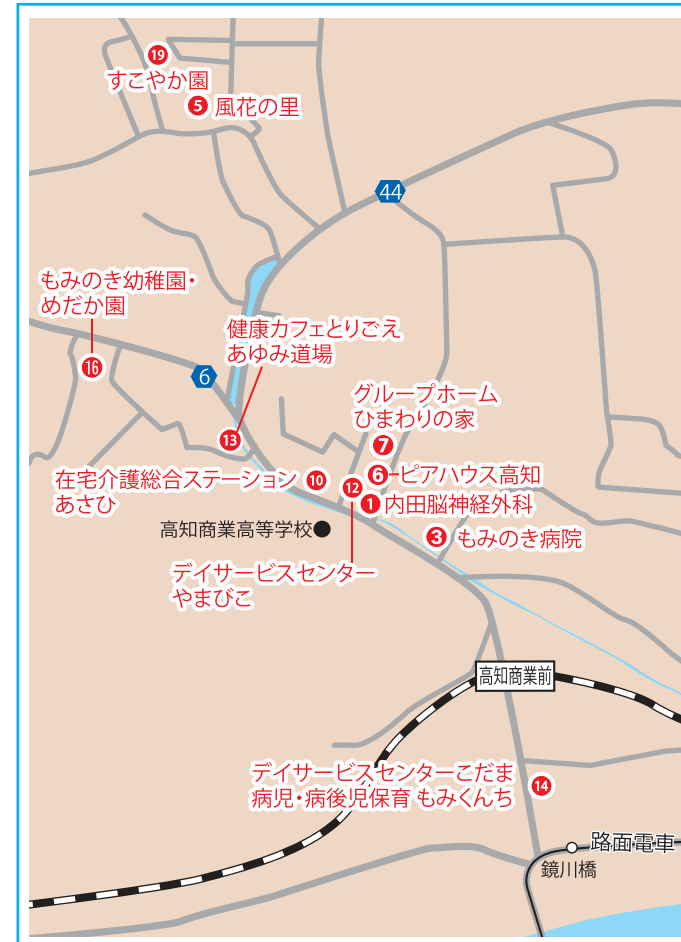 19
すこやか園
5 風花の里
44
もみのき幼稚園・
めだか園
16
健康カフェとりごえ
あゆみ道場
6
グループホーム
ひまわりの家
7
13
6 ピアハウス高知
在宅介護総合ステーション 10
あさひ
12
1 内田脳神経外科
高知商業高等学校
3 もみのき病院
デイサービスセンター
やまびこ
高知商業前
デイサービスセンターこだま
病児・病後児保育 もみくんち
14
路面電車
鏡川橋